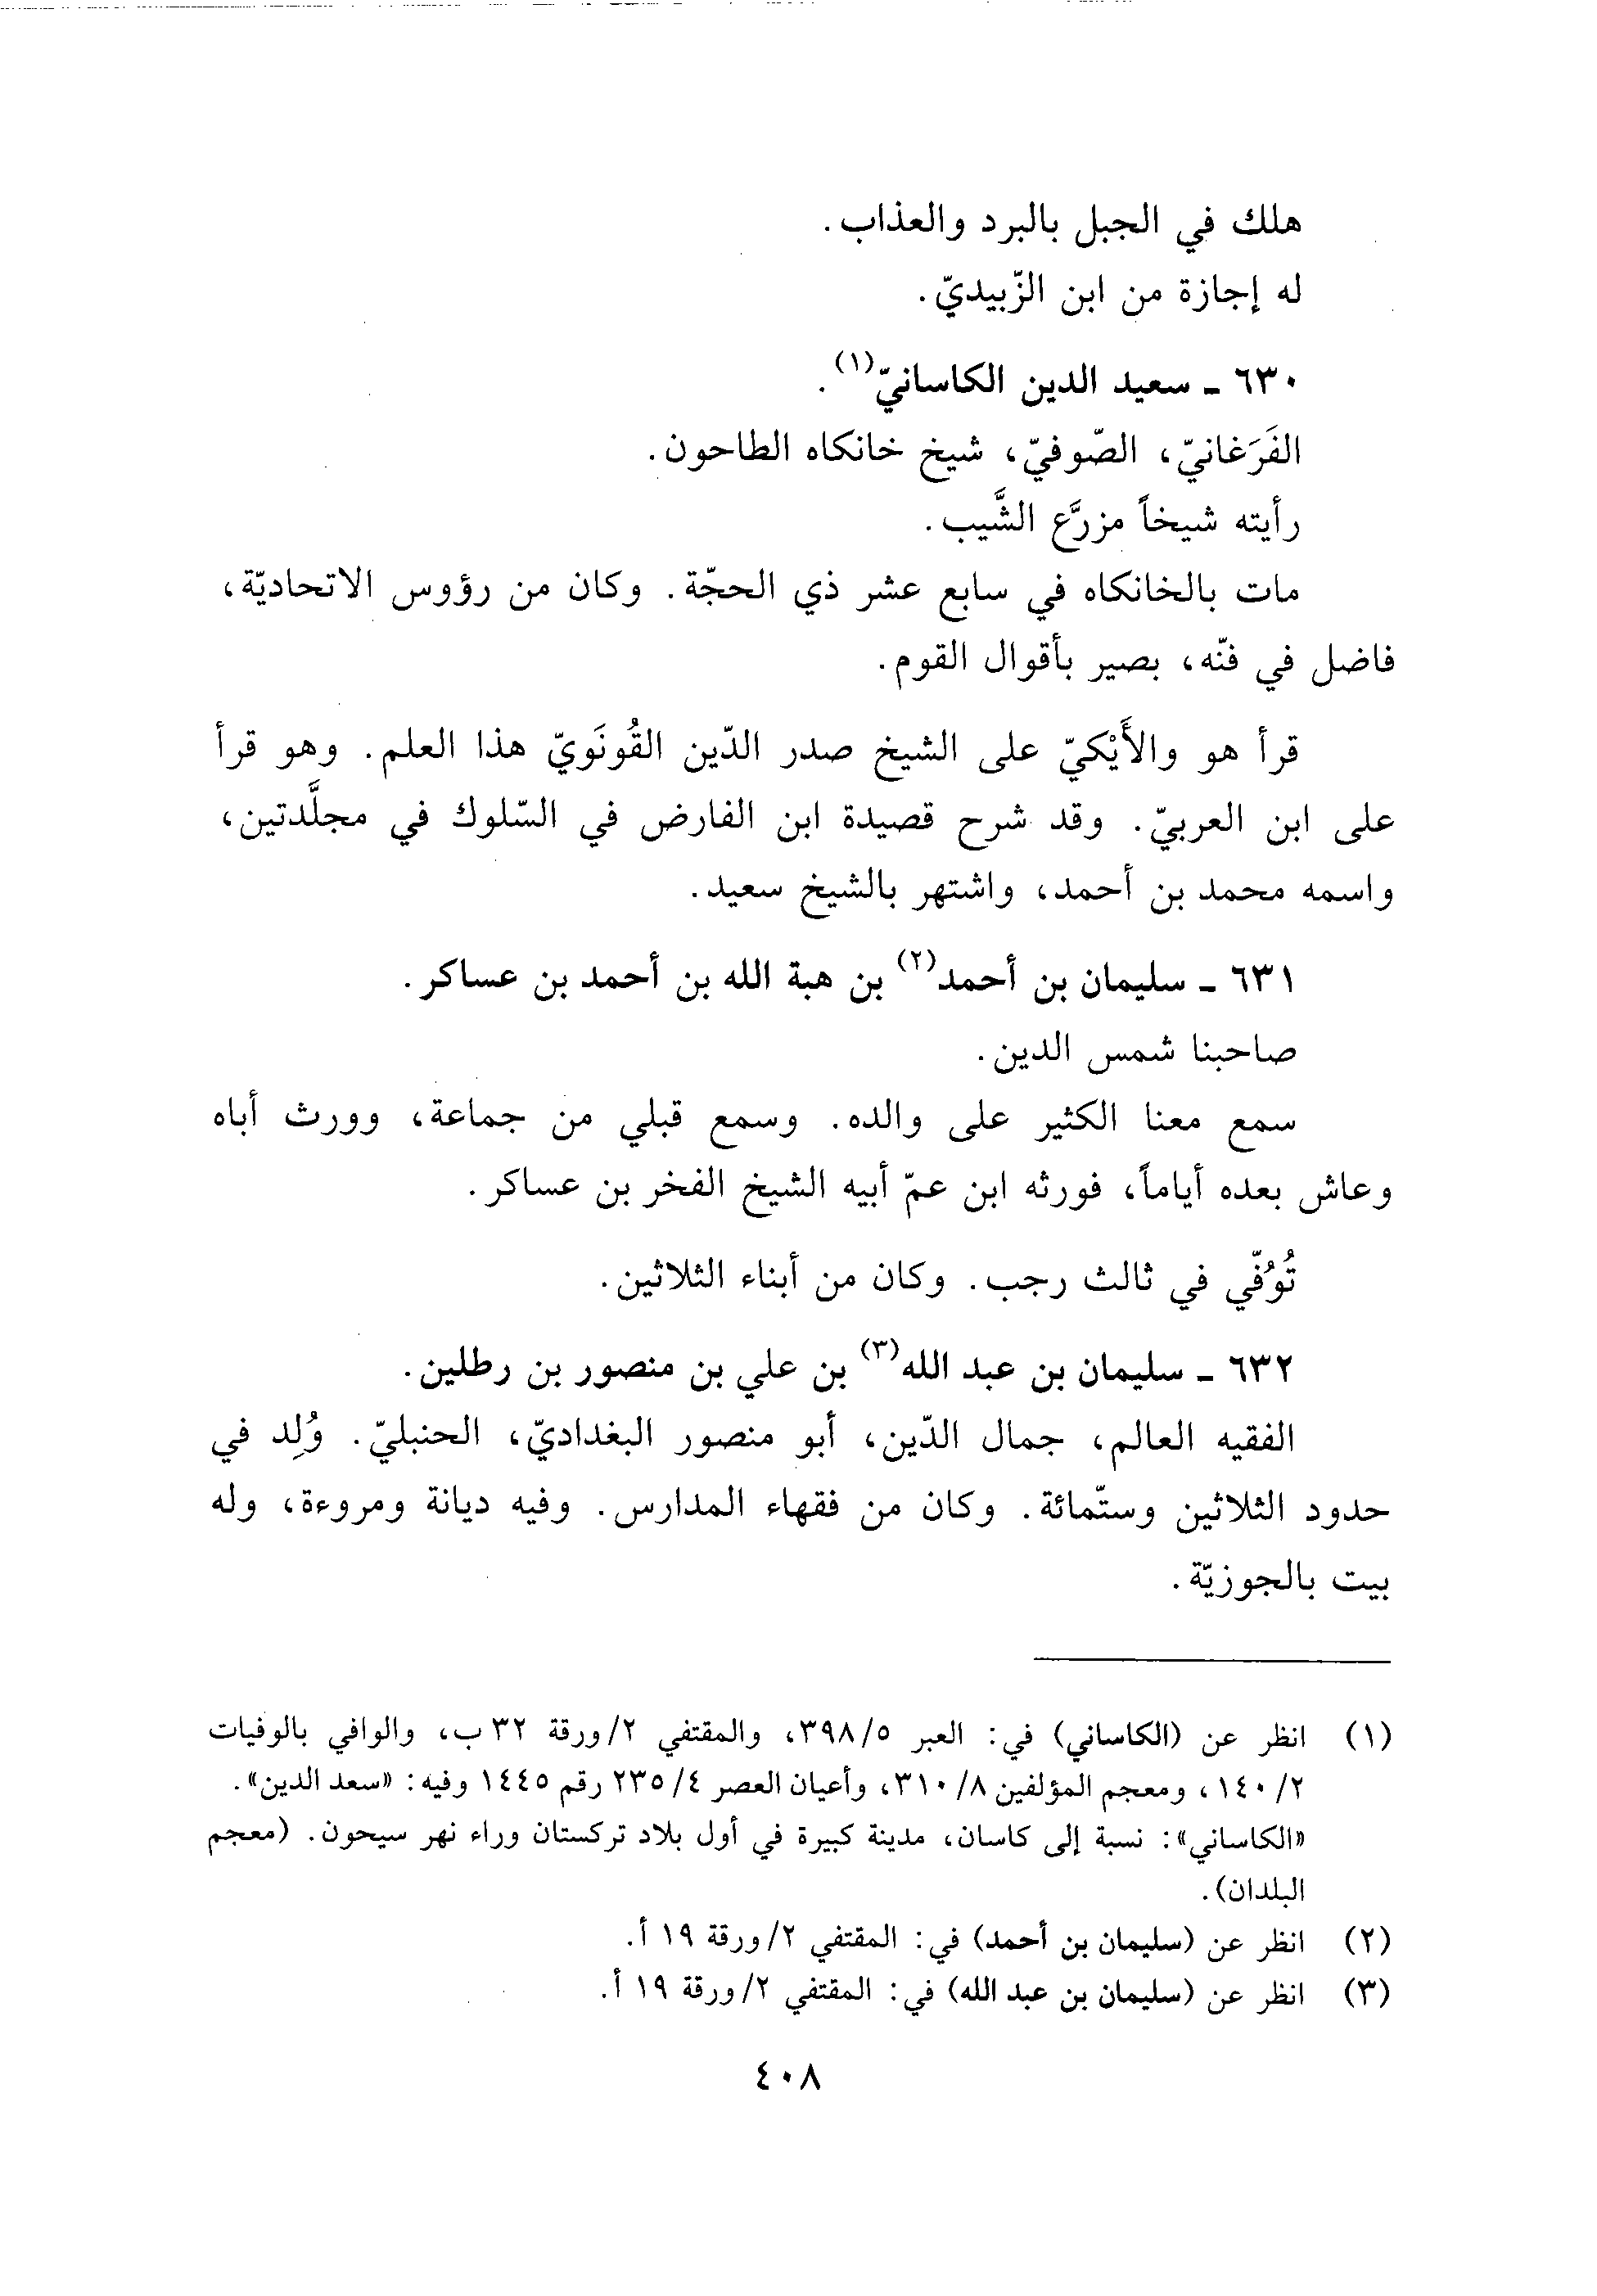 هلك في الجبل بالبرد والعذاب.
له إجازة من ابن الزّبيديّ.
٦٣٠ ـ سعيد الدين الكاسانيّ(١).
الفَرَغانيّ، الصّوفيّ، شيخ خانكاه الطاحون.
رأيته شيخاً مزرَّع الشَّيب.
مات بالخانكاه في سابع عشر ذي الحجّة. وكان من رؤوس الاتحاديّة،
فاضل في فنّه، بصير بأقوال القوم.
قرأ هو والأَيْكيّ على الشيخ صدر الدّين القُونَويّ هذا العلم. وهو قرأ
على ابن العربيّ. وقد شرح قصيدة ابن الفارض في السّلوك في مجلَّدتين،
واسمه محمد بن أحمد، واشتهر بالشيخ سعيد.
٦٣١ ـ سليمان بن أحمد(٢) بن هبة الله بن أحمد بن عساكر.
صاحبنا شمس الدين.
سمع معنا الكثير على والده. وسمع قبلي من جماعة، وورث أباه
وعاش بعده أياماً، فورثه ابن عمّ أبيه الشيخ الفخر بن عساكر.
تُوُفّي في ثالث رجب. وكان من أبناء الثلاثين.
٦٣٢ ـ سليمان بن عبد الله(٣) بن علي بن منصور بن رطلين.
الفقيه العالم، جمال الدّين، أبو منصور البغداديّ، الحنبليّ. وُلِد في
حدود الثلاثين وستّمائة. وكان من فقهاء المدارس. وفيه ديانة ومروءة، وله
بيت بالجوزيّة.
(١) انظر عن (الكاساني) في: العبر ٣٩٨/٥، والمقتفي ٢/ورقة ٣٢ ب، والوافي بالوفيات
١٤٠/٢، ومعجم المؤلفين ٣١٠/٨، وأعيان العصر ٢٣٥/٤ رقم ١٤٤٥ وفيه: «سعد الدين».
«الكاساني»: نسبة إلى كاسان، مدينة كبيرة في أول بلاد تركستان وراء نهر سيحون. (معجم
البلدان).
(٢) انظر عن (سليمان بن أحمد) في: المقتفي ٢/ورقة ١٩ أ.
(٣) انظر عن (سليمان بن عبد الله) في: المقتفي ٢/ورقة ١٩ أ.
٤٠٨